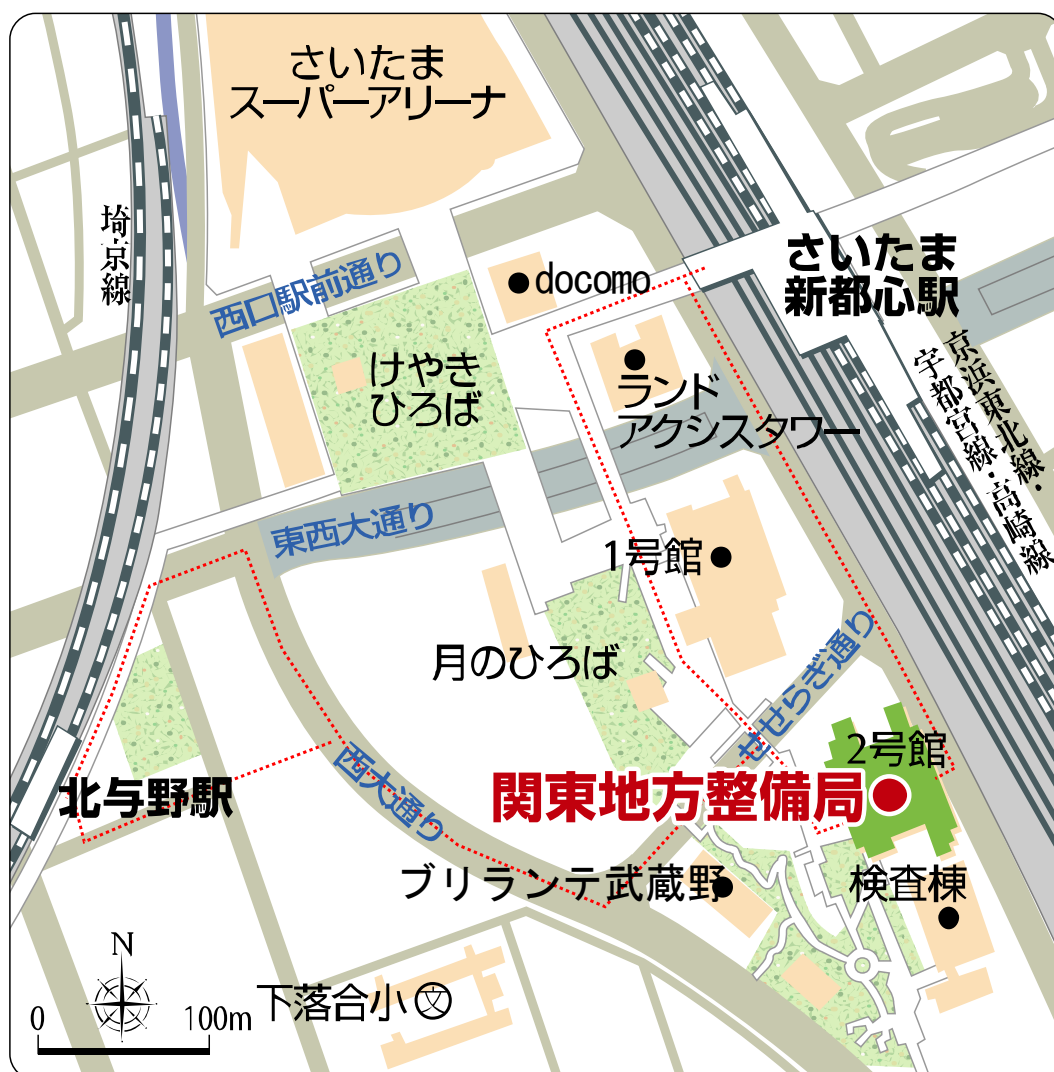 さいたま
スーパーアリーナ
埼京線
西口駅前通り
docomo
さいたま
新都心駅
けやき
ひろば
ランド
アクシスタワー
京浜東北線・
宇都宮線・高崎線
東西大通り
1号館
月のひろば
せせらぎ通り
2号館
北与野駅
西大通り
関東地方整備局
ブリランテ武蔵野
検査棟
N
0
100m
下落合小
文